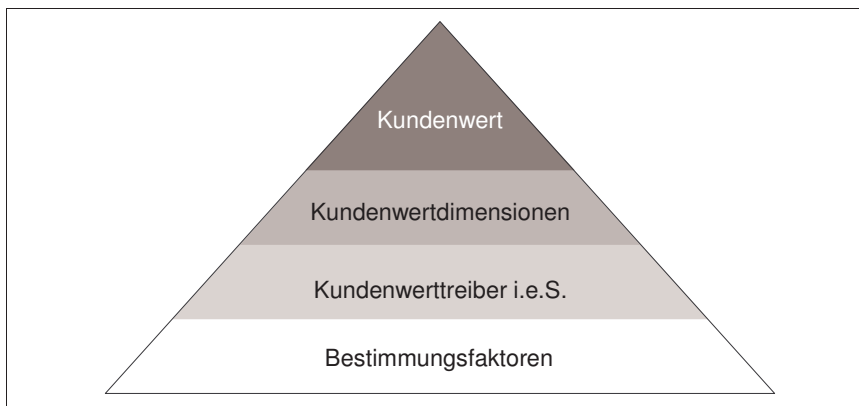 Kundenwert
Kundenwertdimensionen
Kundenwerttreiber i.e.S.
Bestimmungsfaktoren